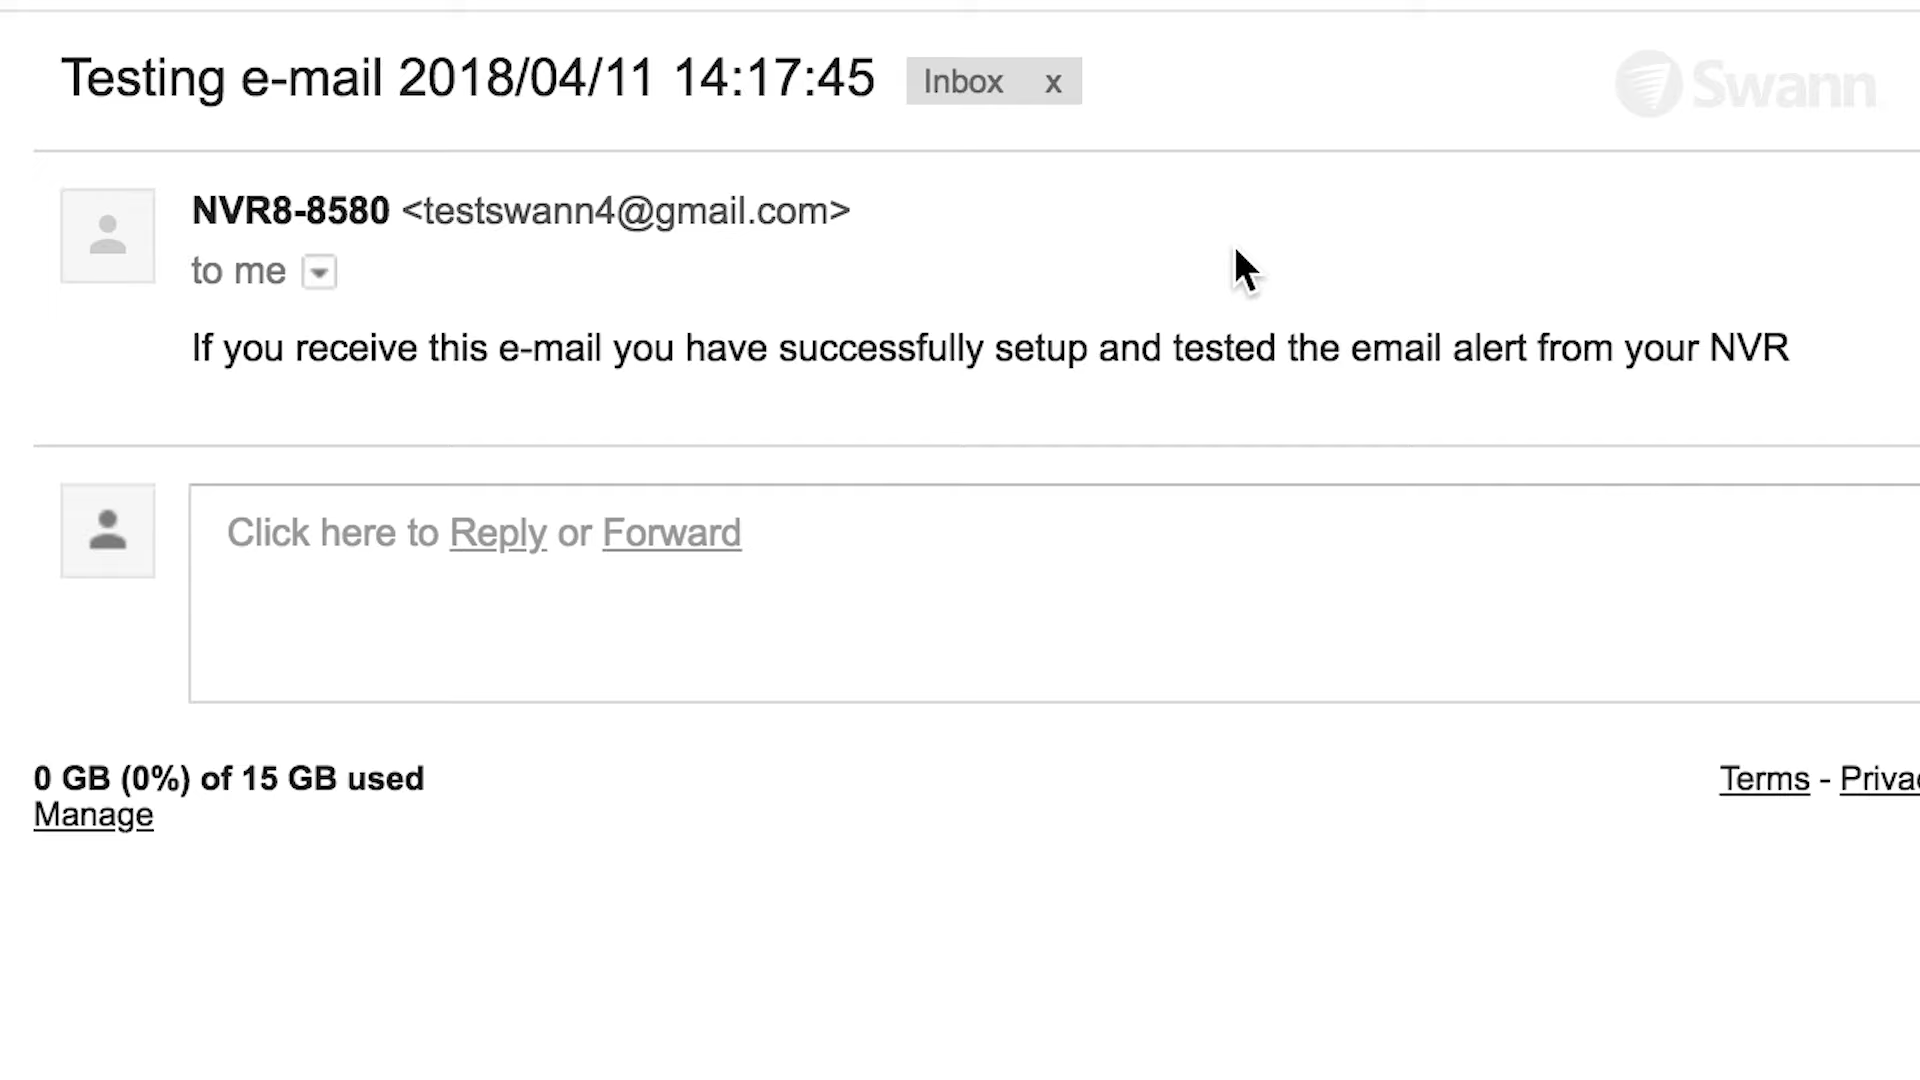 Testing e-mail 2018/04/11 14:17:45 Inbox x
Swann
NVR8-8580 <testswann4@gmail.com>
to me
If you receive this e-mail you have successfully setup and tested the email alert from your NVR
Click here to Reply or Forward
0 GB (0%) of 15 GB used
Manage
Terms - Priva